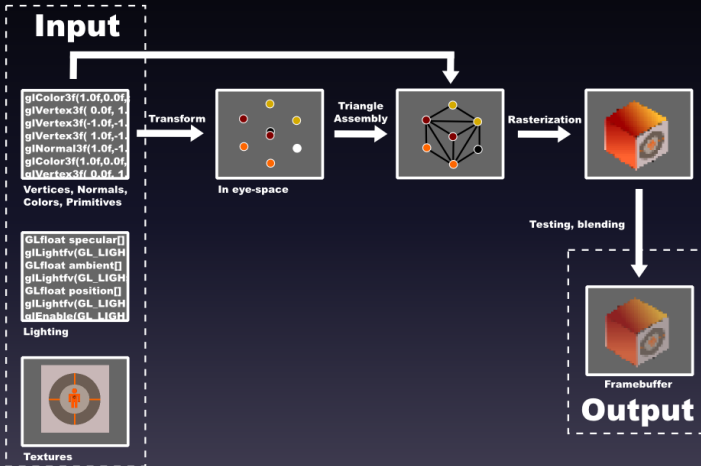 Input
glColor3f(1.0f,0.0f,
glVertex3f( 0.0f, 1.
glVertex3f(-1.0f,-1.
glVertex3f( 1.0f,-1.
glNormal3f(1.0f,-1.
glColor3f(1.0f,0.0f,
glVertex3f( 0.0f, 1.
Vertices, Normals,
Colors, Primitives
Transform
In eye-space
Triangle
Assembly
Rasterization
Testing, blending
GLfloat specular[]
glLightfv(GL_LIGH
GLfloat ambient[]
glLightfv(GL_LIGH
GLfloat position[]
glLightfv(GL_LIGH
glEnable(GL_LIGH
Lighting
Textures
Framebuffer
Output